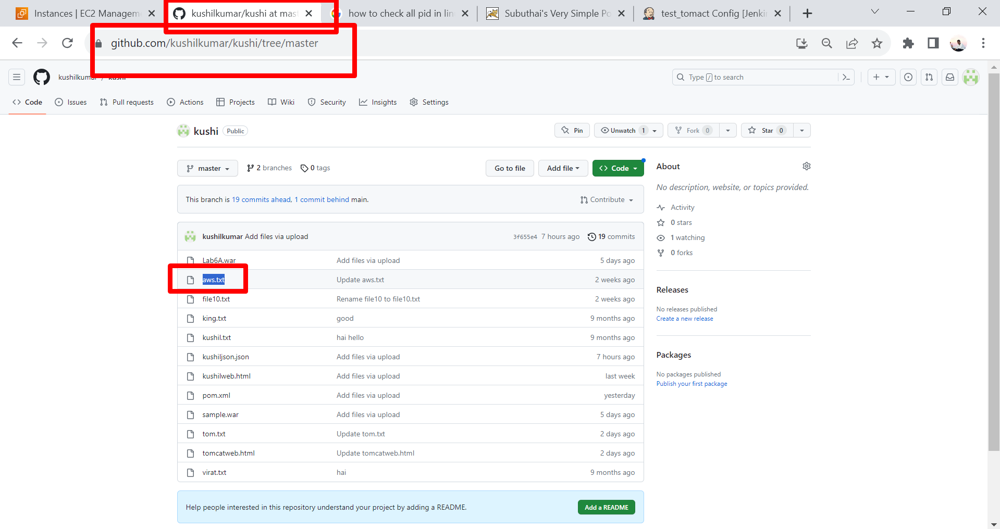 Instances | EC2 Managem
kushilkumar/kushi at mast
how to check all pid in lin
Subuthai's Very Simple Po
test_tomact Config [Jenki
github.com/kushilkumar/kushi/tree/master
kushilkumar / kushi
Type / to search
Code
Issues
Pull requests
Actions
Projects
Wiki
Security
Insights
Settings
kushi Public
Pin
Unwatch 1
Fork 0
Star 0
master
2 branches
0 tags
Go to file
Add file
Code
This branch is 19 commits ahead, 1 commit behind main.
Contribute
kushilkumar Add files via upload 3f655e4 7 hours ago 19 commits
Lab6A.war Add files via upload 5 days ago
aws.txt Update aws.txt 2 weeks ago
file10.txt Rename file10 to file10.txt 2 weeks ago
king.txt good 9 months ago
kushil.txt hai hello 9 months ago
kushiljson.json Add files via upload 7 hours ago
kushilweb.html Add files via upload last week
pom.xml Add files via upload yesterday
sample.war Add files via upload 5 days ago
tom.txt Update tom.txt 2 days ago
tomcatweb.html Update tomcatweb.html 2 days ago
virat.txt hai 9 months ago
Help people interested in this repository understand your project by adding a README.
Add a README
About
No description, website, or topics provided.
Activity
0 stars
1 watching
0 forks
Releases
No releases published
Create a new release
Packages
No packages published
Publish your first package